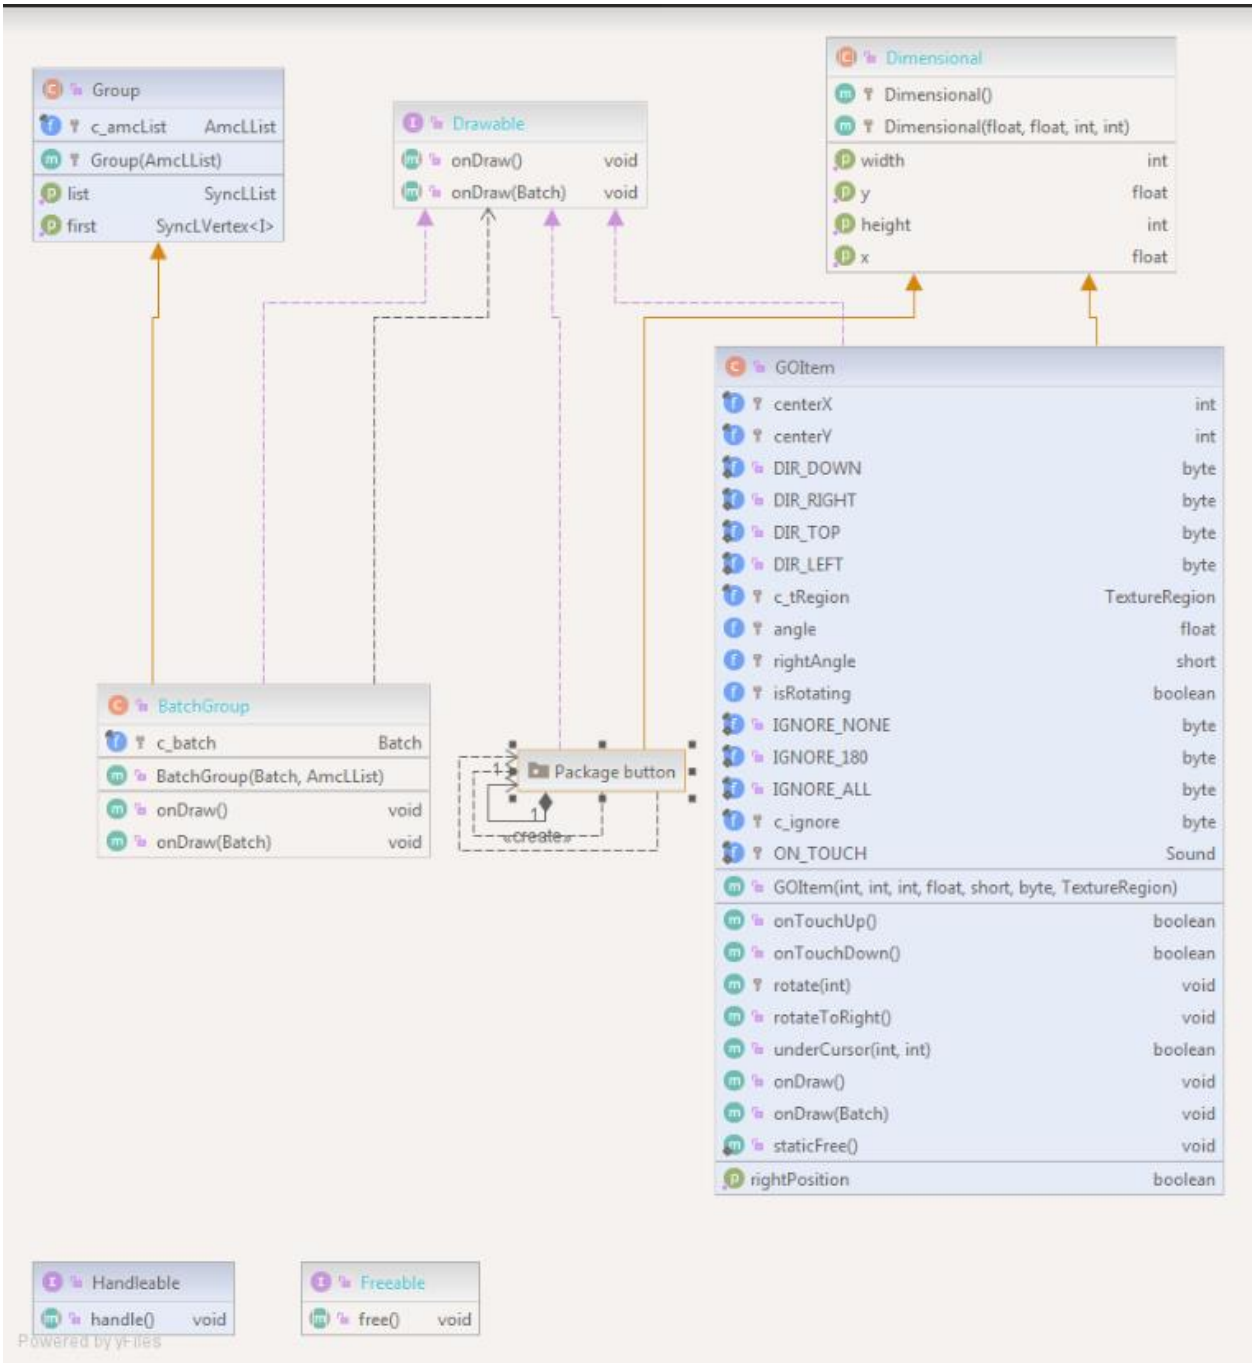 Group
c_amcList AmcLList
Group(AmcLList)
list SyncLList
first SyncLVertex<I>
Drawable
onDraw() void
onDraw(Batch) void
Dimensional
Dimensional()
Dimensional(float, float, int, int)
width int
y float
height int
x float
GOItem
centerX int
centerY int
DIR_DOWN byte
DIR_RIGHT byte
DIR_TOP byte
DIR_LEFT byte
c_tRegion TextureRegion
angle float
rightAngle short
isRotating boolean
IGNORE_NONE byte
IGNORE_180 byte
IGNORE_ALL byte
c_ignore byte
ON_TOUCH Sound
GOItem(int, int, int, float, short, byte, TextureRegion)
onTouchUp() boolean
onTouchDown() boolean
rotate(int) void
rotateToRight() void
underCursor(int, int) boolean
onDraw() void
onDraw(Batch) void
staticFree() void
rightPosition boolean
BatchGroup
c_batch Batch
BatchGroup(Batch, AmcLList)
onDraw() void
onDraw(Batch) void
Package button
1
1
«create»
Handleable
handle() void
Freeable
free() void
Powered by yFiles